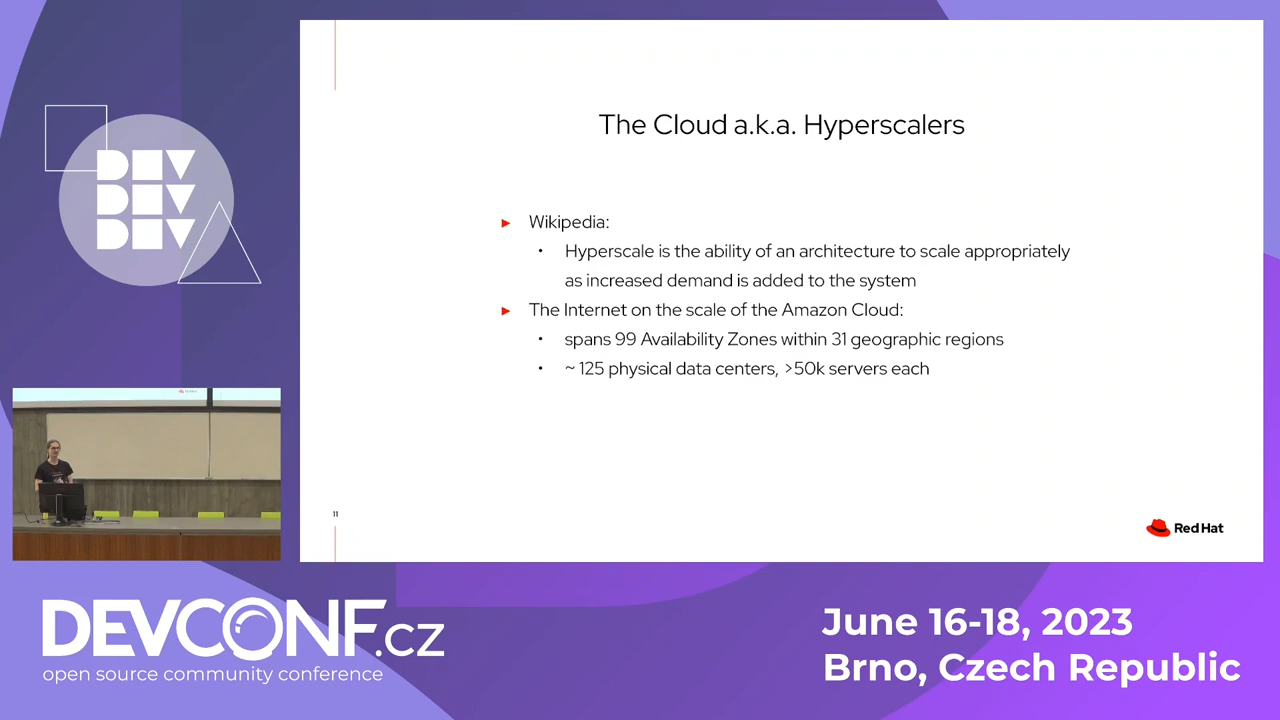 DEV
DEV
DEV
The Cloud a.k.a. Hyperscalers
► Wikipedia:
• Hyperscale is the ability of an architecture to scale appropriately
as increased demand is added to the system
► The Internet on the scale of the Amazon Cloud:
• spans 99 Availability Zones within 31 geographic regions
• ~ 125 physical data centers, >50k servers each
11
Red Hat
DEVCONF.cz
open source community conference
June 16-18, 2023
Brno, Czech Republic